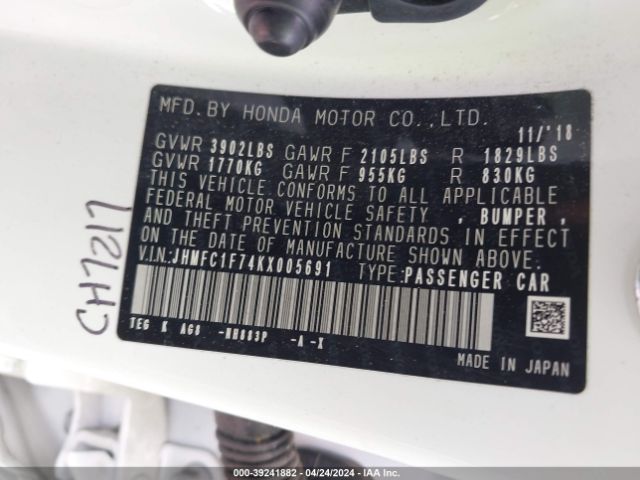 MFD. BY HONDA MOTOR CO., LTD.
11/'18
GVWR 3902LBS GAWR F 2105LBS R 1829LBS
GVWR 1770KG GAWR F 955KG R 830KG
THIS VEHICLE CONFORMS TO ALL APPLICABLE
FEDERAL MOTOR VEHICLE SAFETY , BUMPER ,
AND THEFT PREVENTION STANDARDS IN EFFECT
ON THE DATE OF MANUFACTURE SHOWN ABOVE.
V.I.N: JHMFC1F74KX005691 TYPE: PASSENGER CAR
TEG K AG8 -NH883P -A -X
MADE IN JAPAN
CH7217
000-39241882 - 04/24/2024 - IAA Inc.